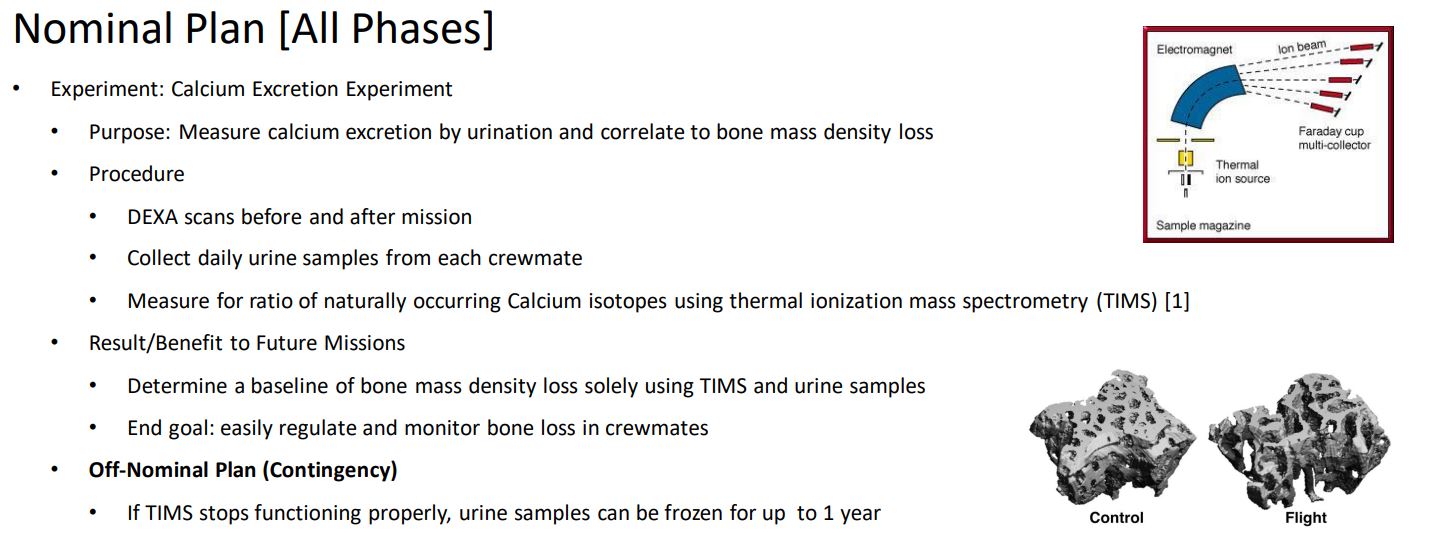 Nominal Plan [All Phases]
• Experiment: Calcium Excretion Experiment
• Purpose: Measure calcium excretion by urination and correlate to bone mass density loss
• Procedure
• DEXA scans before and after mission
• Collect daily urine samples from each crewmate
• Measure for ratio of naturally occurring Calcium isotopes using thermal ionization mass spectrometry (TIMS) [1]
• Result/Benefit to Future Missions
• Determine a baseline of bone mass density loss solely using TIMS and urine samples
• End goal: easily regulate and monitor bone loss in crewmates
• Off-Nominal Plan (Contingency)
• If TIMS stops functioning properly, urine samples can be frozen for up to 1 year
Electromagnet
Ion beam
Faraday cup
multi-collector
Thermal
ion source
Sample magazine
Control
Flight